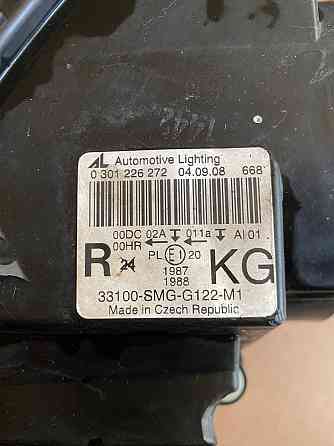 AL Automotive Lighting
0 301 226 272 04.09.08 668
00DC 02A 011a AI 01
00HR PL E1 20
R 24 1987 KG
1988
33100-SMG-G122-M1
Made in Czech Republic